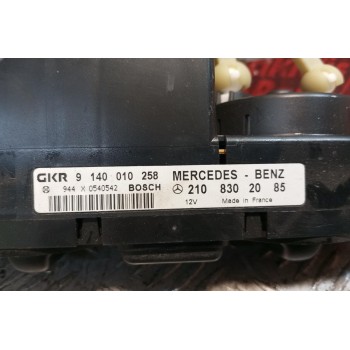 GKR 9 140 010 258 MERCEDES - BENZ
944 X 0540542 BOSCH 210 830 20 85
12V Made in France